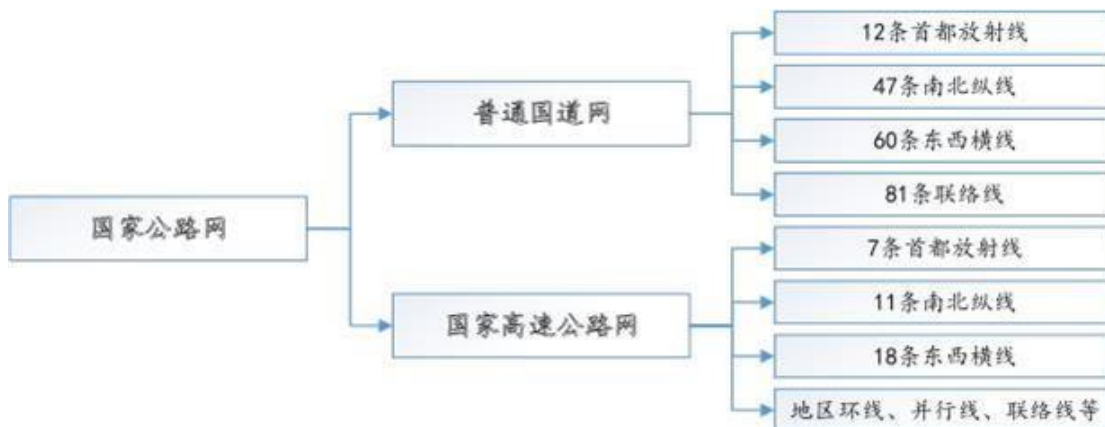 国家公路网
普通国道网
12条首都放射线
47条南北纵线
60条东西横线
81条联络线
国家高速公路网
7条首都放射线
11条南北纵线
18条东西横线
地区环线、并行线、联络线等